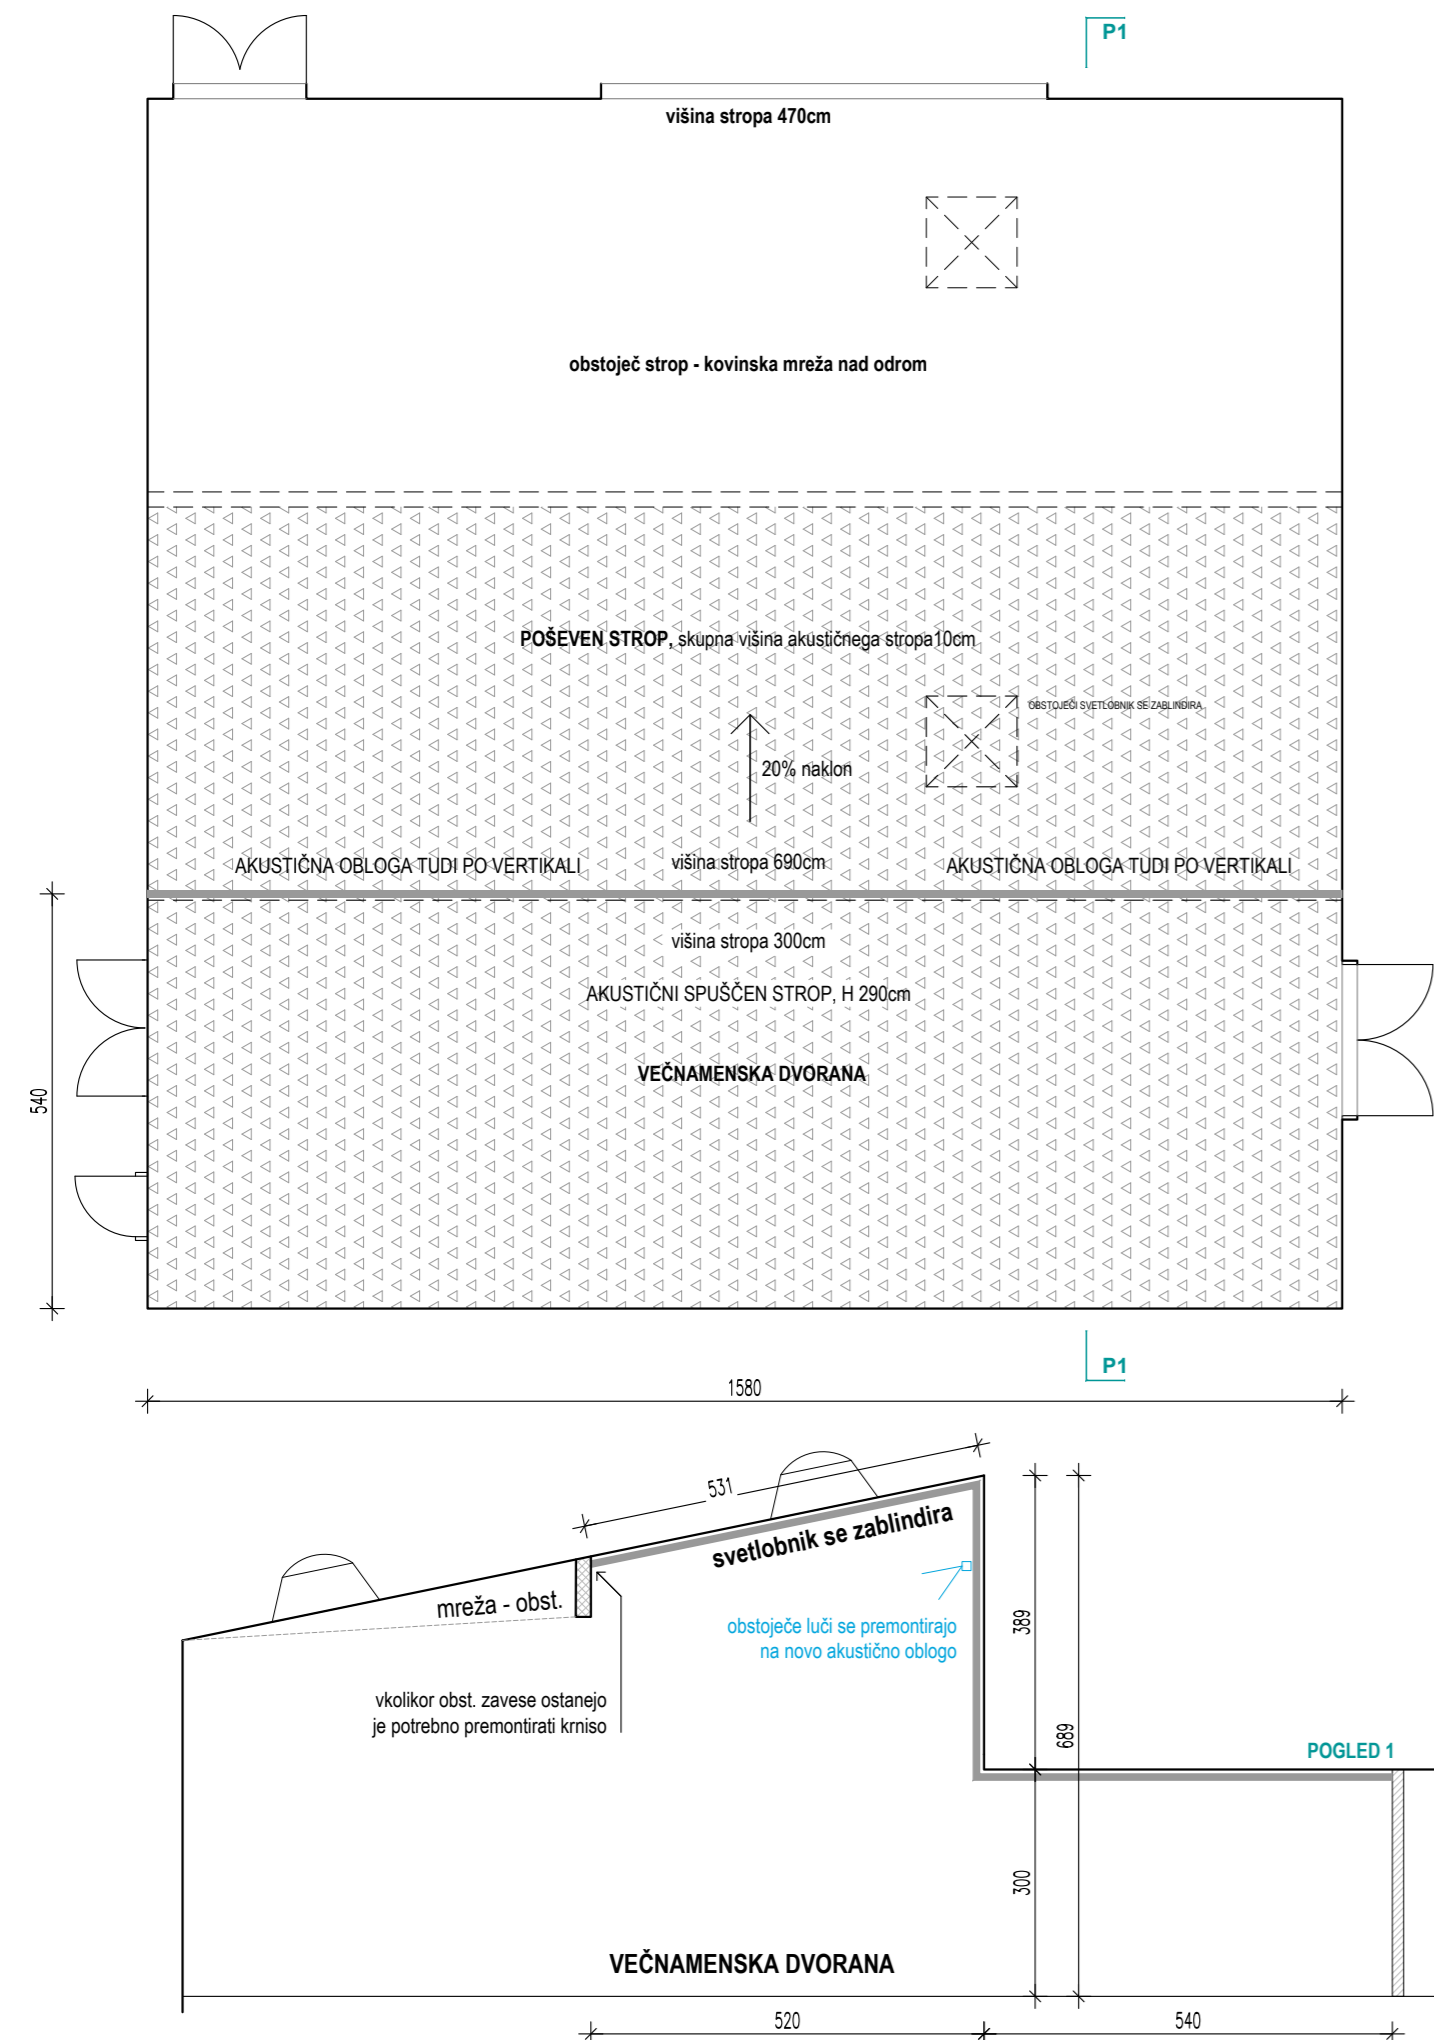 P1
višina stropa 470cm
obstoječ strop - kovinska mreža nad odrom
POŠEVEN STROP, skupna višina akustičnega stropa10cm
OBSTOJEČI SVETLOBNIK SE ZABLINDIRA
20% naklon
AKUSTIČNA OBLOGA TUDI PO VERTIKALI
višina stropa 690cm
AKUSTIČNA OBLOGA TUDI PO VERTIKALI
višina stropa 300cm
AKUSTIČNI SPUŠČEN STROP, H 290cm
VEČNAMENSKA DVORANA
540
P1
1580
531
svetlobnik se zablindira
mreža - obst.
obstoječe luči se premontirajo
na novo akustično oblogo
389
vkolikor obst. zavese ostanejo
je potrebno premontirati krniso
689
POGLED 1
300
VEČNAMENSKA DVORANA
520
540